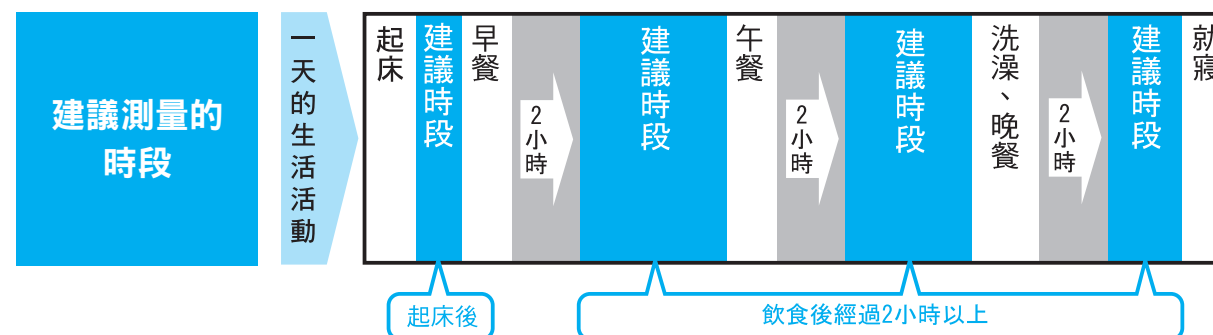 建議測量的
時段
一天的生活活動
起床
建議時段
早餐
2小時
建議時段
午餐
2小時
建議時段
洗澡、晚餐
2小時
建議時段
就寢
起床後
飲食後經過2小時以上